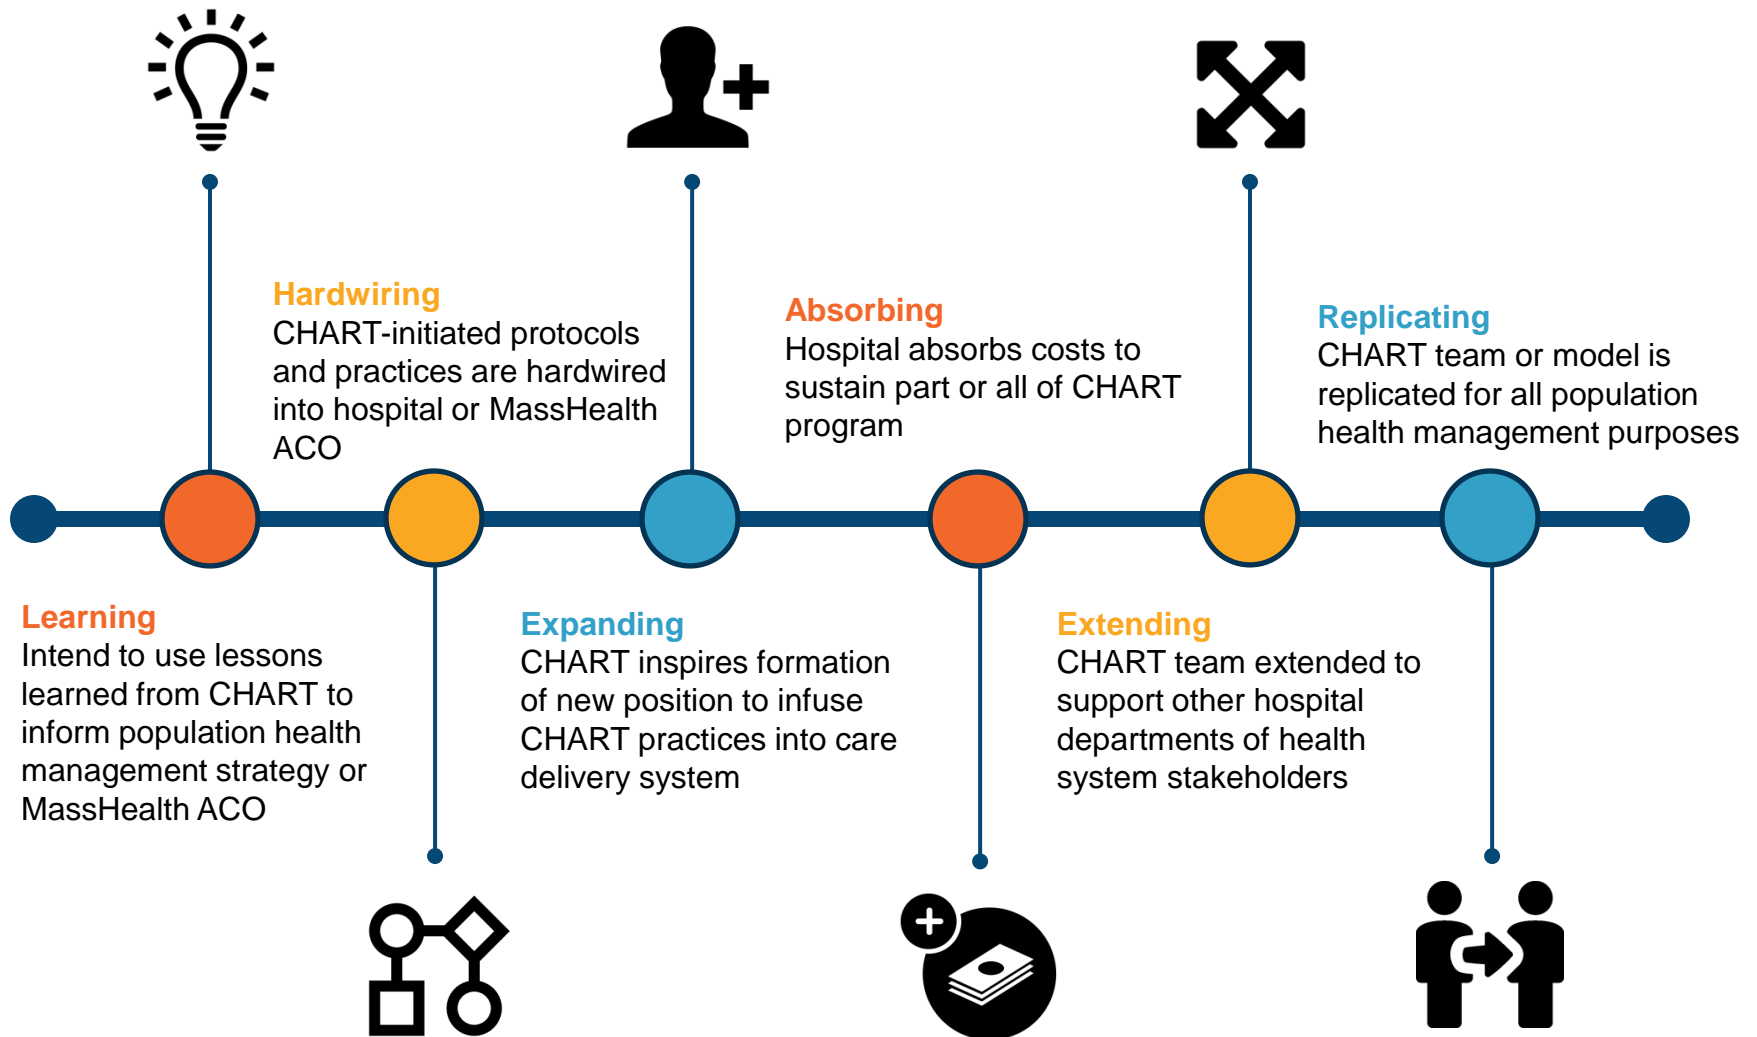 Hardwiring
CHART-initiated protocols
and practices are hardwired
into hospital or MassHealth
ACO
Absorbing
Hospital absorbs costs to
sustain part or all of CHART
program
Replicating
CHART team or model is
replicated for all population
health management purposes
Learning
Intend to use lessons
learned from CHART to
inform population health
management strategy or
MassHealth ACO
Expanding
CHART inspires formation
of new position to infuse
CHART practices into care
delivery system
Extending
CHART team extended to
support other hospital
departments of health
system stakeholders